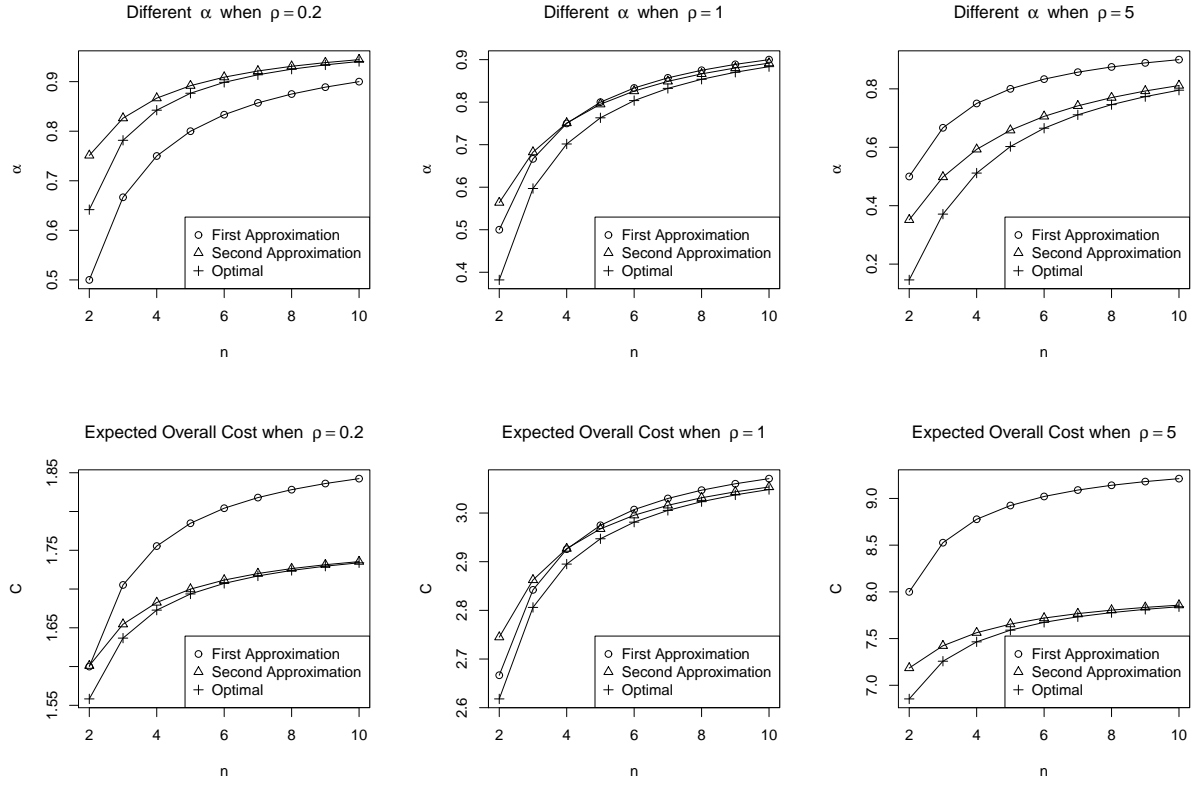 Different α when ρ = 0.2
α
0.9
0.8
0.7
0.6
0.5
2 4 6 8 10
n
First Approximation
Second Approximation
Optimal
Different α when ρ = 1
α
0.9
0.8
0.7
0.6
0.5
0.4
2 4 6 8 10
n
First Approximation
Second Approximation
Optimal
Different α when ρ = 5
α
0.8
0.6
0.4
0.2
2 4 6 8 10
n
First Approximation
Second Approximation
Optimal
Expected Overall Cost when ρ = 0.2
C
1.85
1.75
1.65
1.55
2 4 6 8 10
n
First Approximation
Second Approximation
Optimal
Expected Overall Cost when ρ = 1
C
3.0
2.9
2.8
2.7
2.6
2 4 6 8 10
n
First Approximation
Second Approximation
Optimal
Expected Overall Cost when ρ = 5
C
9.0
8.5
8.0
7.5
7.0
2 4 6 8 10
n
First Approximation
Second Approximation
Optimal